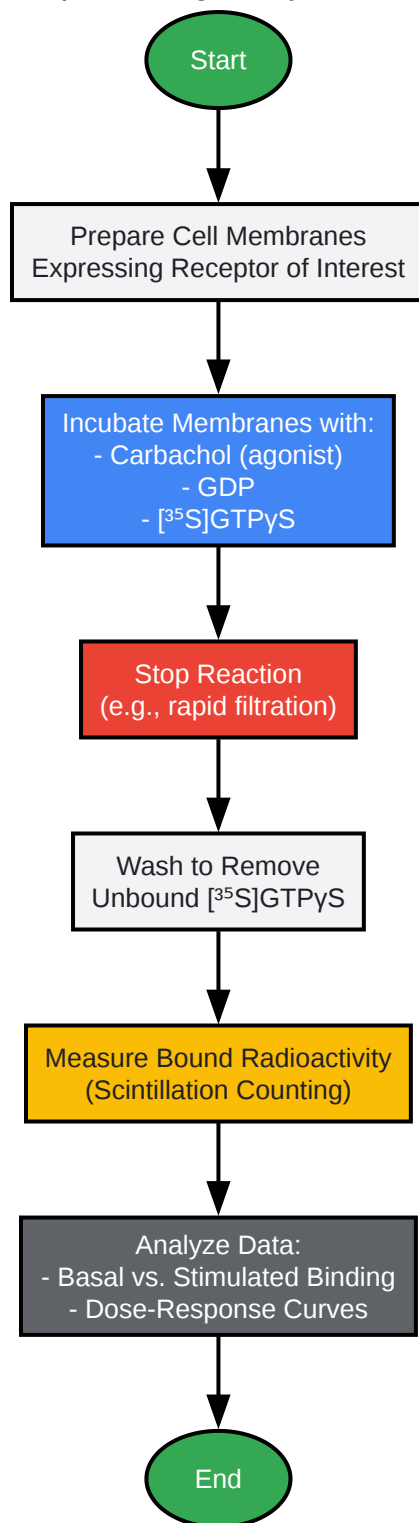 Start
Prepare Cell Membranes
Expressing Receptor of Interest
Incubate Membranes with:
- Carbachol (agonist)
- GDP
- [³⁵S]GTPγS
Stop Reaction
(e.g., rapid filtration)
Wash to Remove
Unbound [³⁵S]GTPγS
Measure Bound Radioactivity
(Scintillation Counting)
Analyze Data:
- Basal vs. Stimulated Binding
- Dose-Response Curves
End